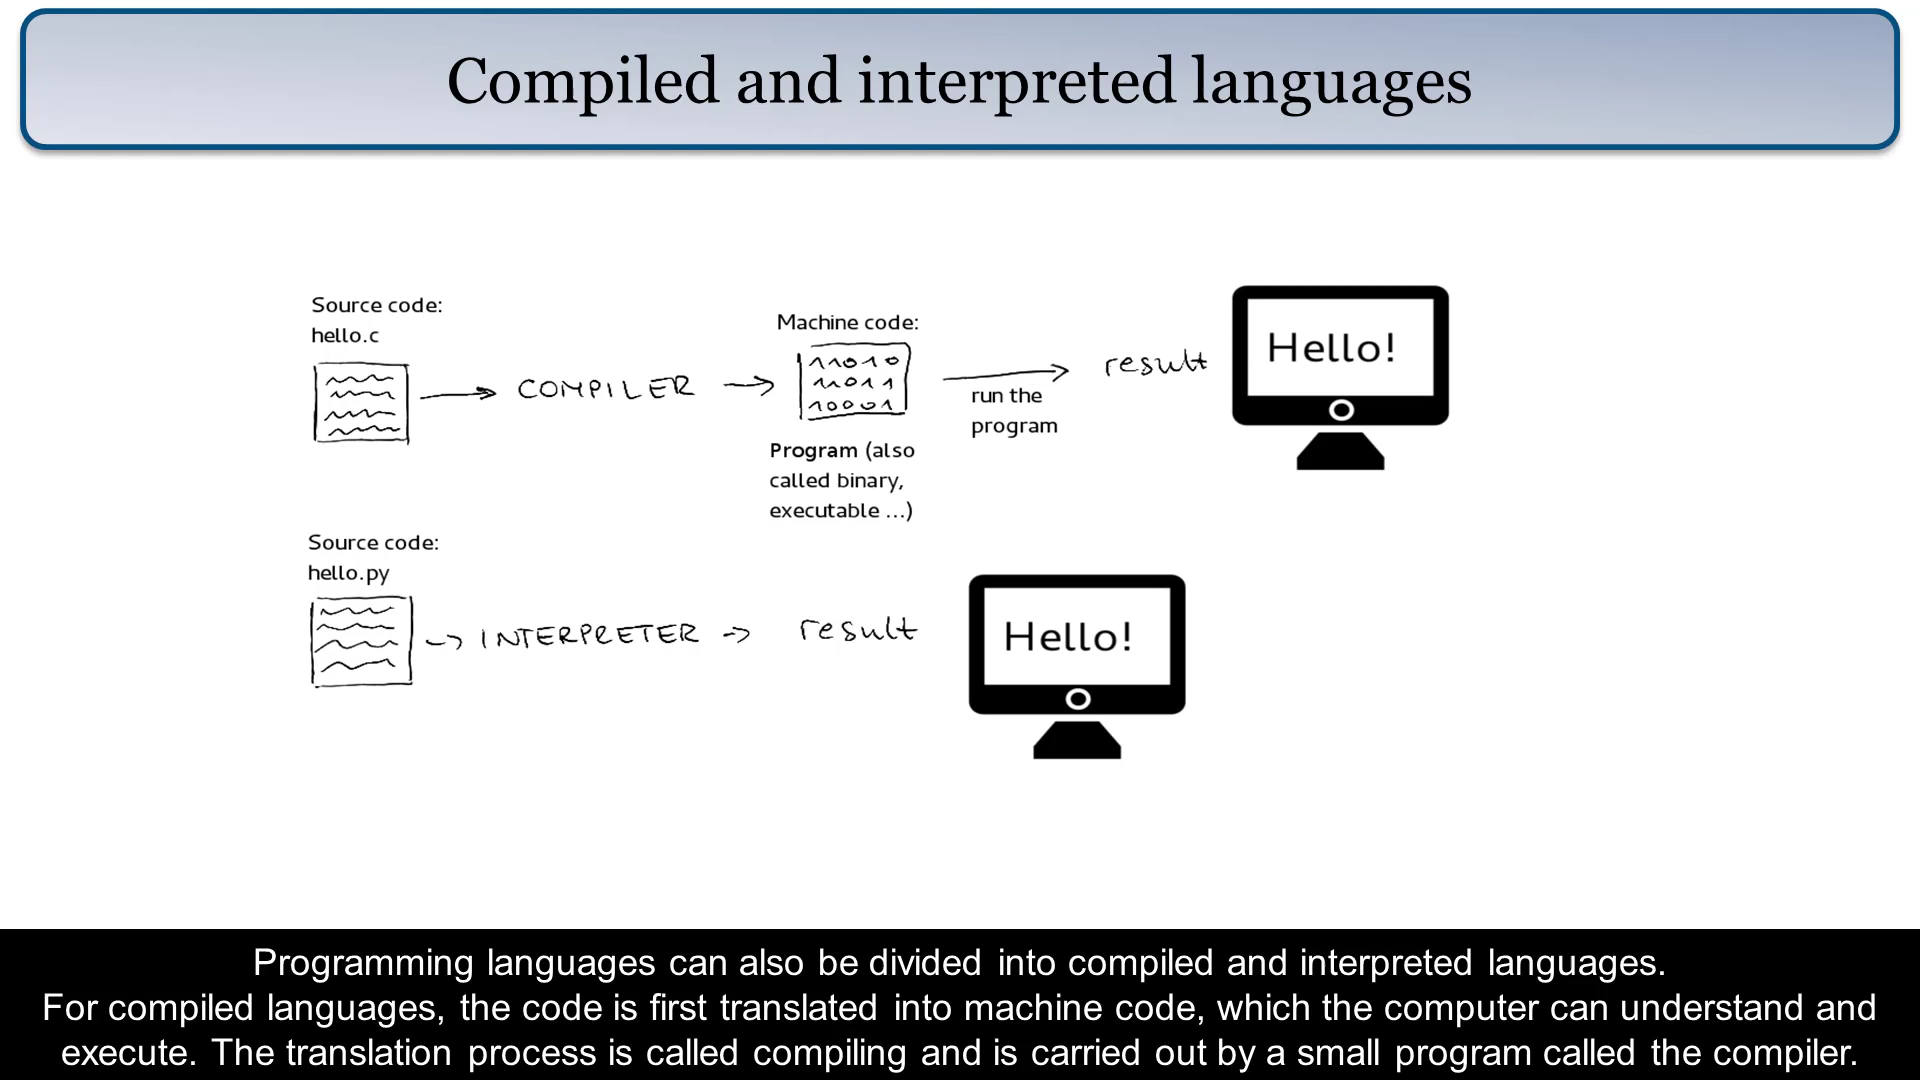 Compiled and interpreted languages
Source code:
hello.c
COMPILER
Machine code:
11010
11011
10001
Program (also
called binary,
executable ...)
run the
program
result
Hello!
Source code:
hello.py
INTERPRETER
result
Hello!
Programming languages can also be divided into compiled and interpreted languages.
For compiled languages, the code is first translated into machine code, which the computer can understand and
execute. The translation process is called compiling and is carried out by a small program called the compiler.